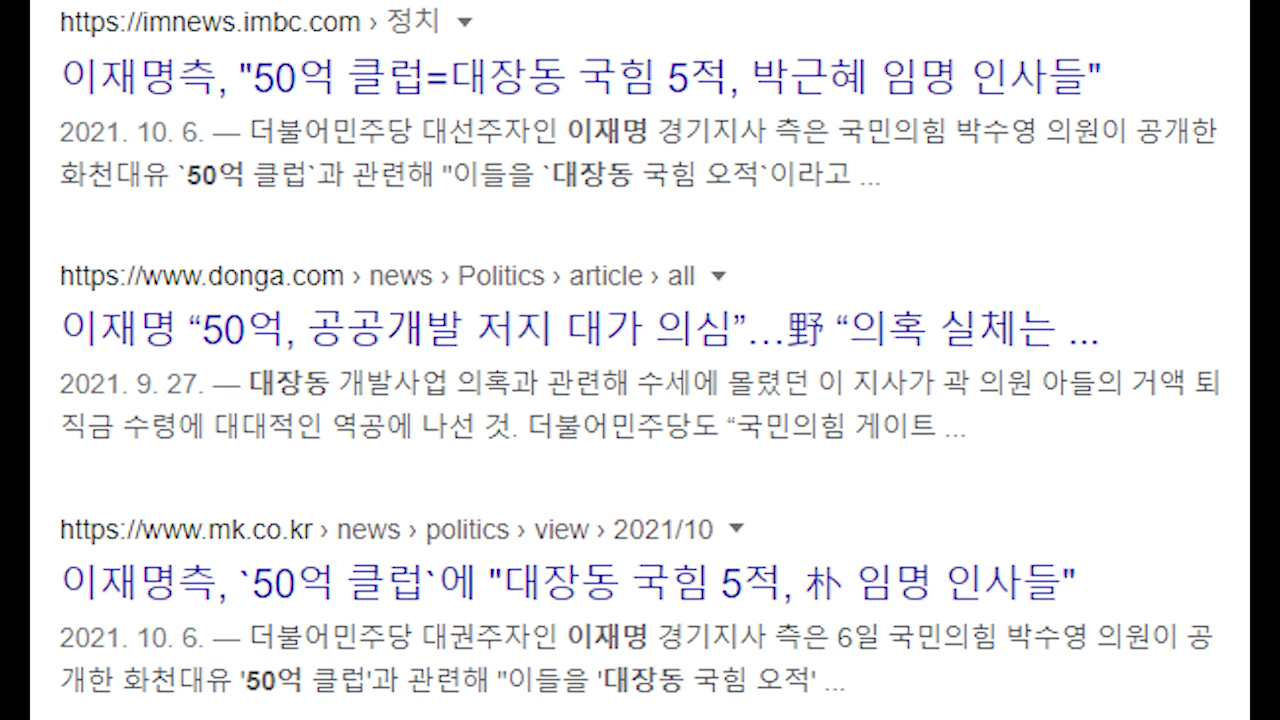 https://imnews.imbc.com › 정치
이재명측, "50억 클럽=대장동 국힘 5적, 박근혜 임명 인사들"
2021. 10. 6. — 더불어민주당 대선주자인 이재명 경기지사 측은 국민의힘 박수영 의원이 공개한
화천대유 `50억 클럽`과 관련해 "이들을 `대장동 국힘 오적`이라고 ...
https://www.donga.com › news › Politics › article › all
이재명 “50억, 공공개발 저지 대가 의심”…野 “의혹 실체는 ...
2021. 9. 27. — 대장동 개발사업 의혹과 관련해 수세에 몰렸던 이 지사가 곽 의원 아들의 거액 퇴
직금 수령에 대대적인 역공에 나선 것. 더불어민주당도 “국민의힘 게이트 ...
https://www.mk.co.kr › news › politics › view › 2021/10
이재명측, `50억 클럽`에 "대장동 국힘 5적, 朴 임명 인사들"
2021. 10. 6. — 더불어민주당 대권주자인 이재명 경기지사 측은 6일 국민의힘 박수영 의원이 공
개한 화천대유 '50억 클럽'과 관련해 "이들을 '대장동 국힘 오적' ...